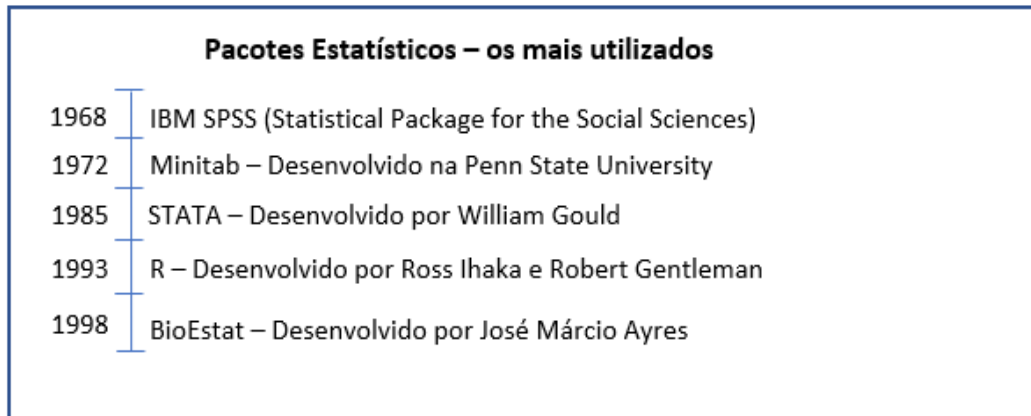 Pacotes Estatísticos – os mais utilizados
1968 IBM SPSS (Statistical Package for the Social Sciences)
1972 Minitab – Desenvolvido na Penn State University
1985 STATA – Desenvolvido por William Gould
1993 R – Desenvolvido por Ross Ihaka e Robert Gentleman
1998 BioEstat – Desenvolvido por José Márcio Ayres